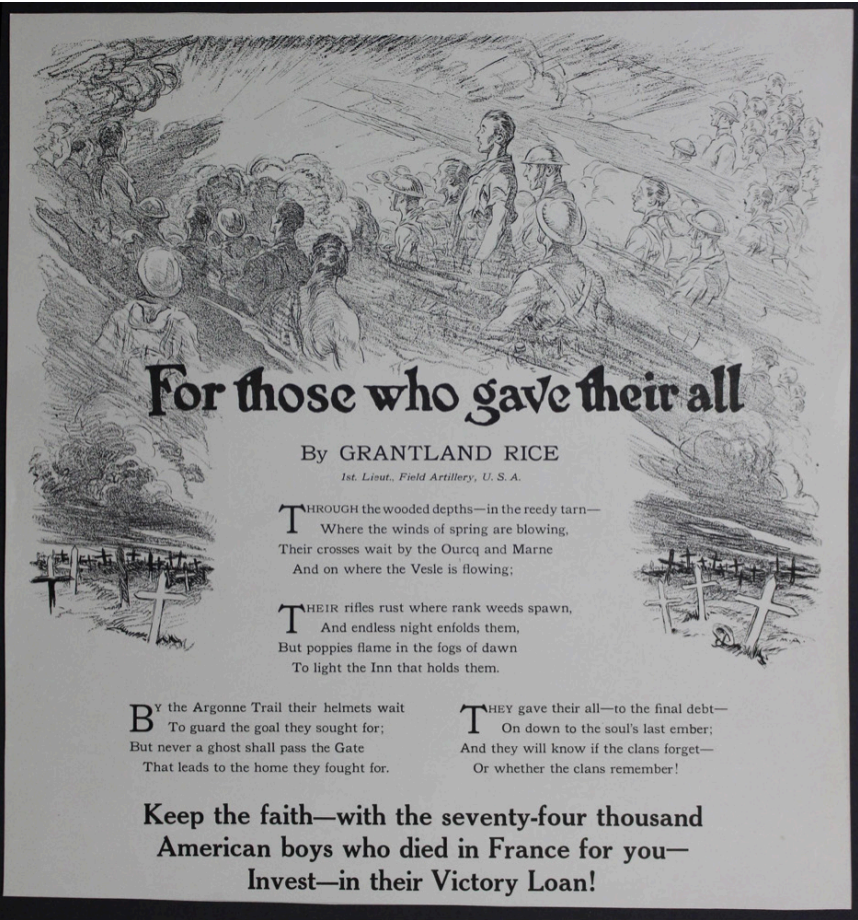 For those who gave their all
By GRANTLAND RICE
1st. Lieut., Field Artillery, U. S. A.
THROUGH the wooded depths—in the reedy tarn—
Where the winds of spring are blowing,
Their crosses wait by the Ourcq and Marne
And on where the Vesle is flowing;
THEIR rifles rust where rank weeds spawn,
And endless night enfolds them,
But poppies flame in the fogs of dawn
To light the Inn that holds them.
BY the Argonne Trail their helmets wait
To guard the goal they sought for;
But never a ghost shall pass the Gate
That leads to the home they fought for.
THEY gave their all—to the final debt—
On down to the soul's last ember;
And they will know if the clans forget—
Or whether the clans remember!
Keep the faith—with the seventy-four thousand
American boys who died in France for you—
Invest—in their Victory Loan!